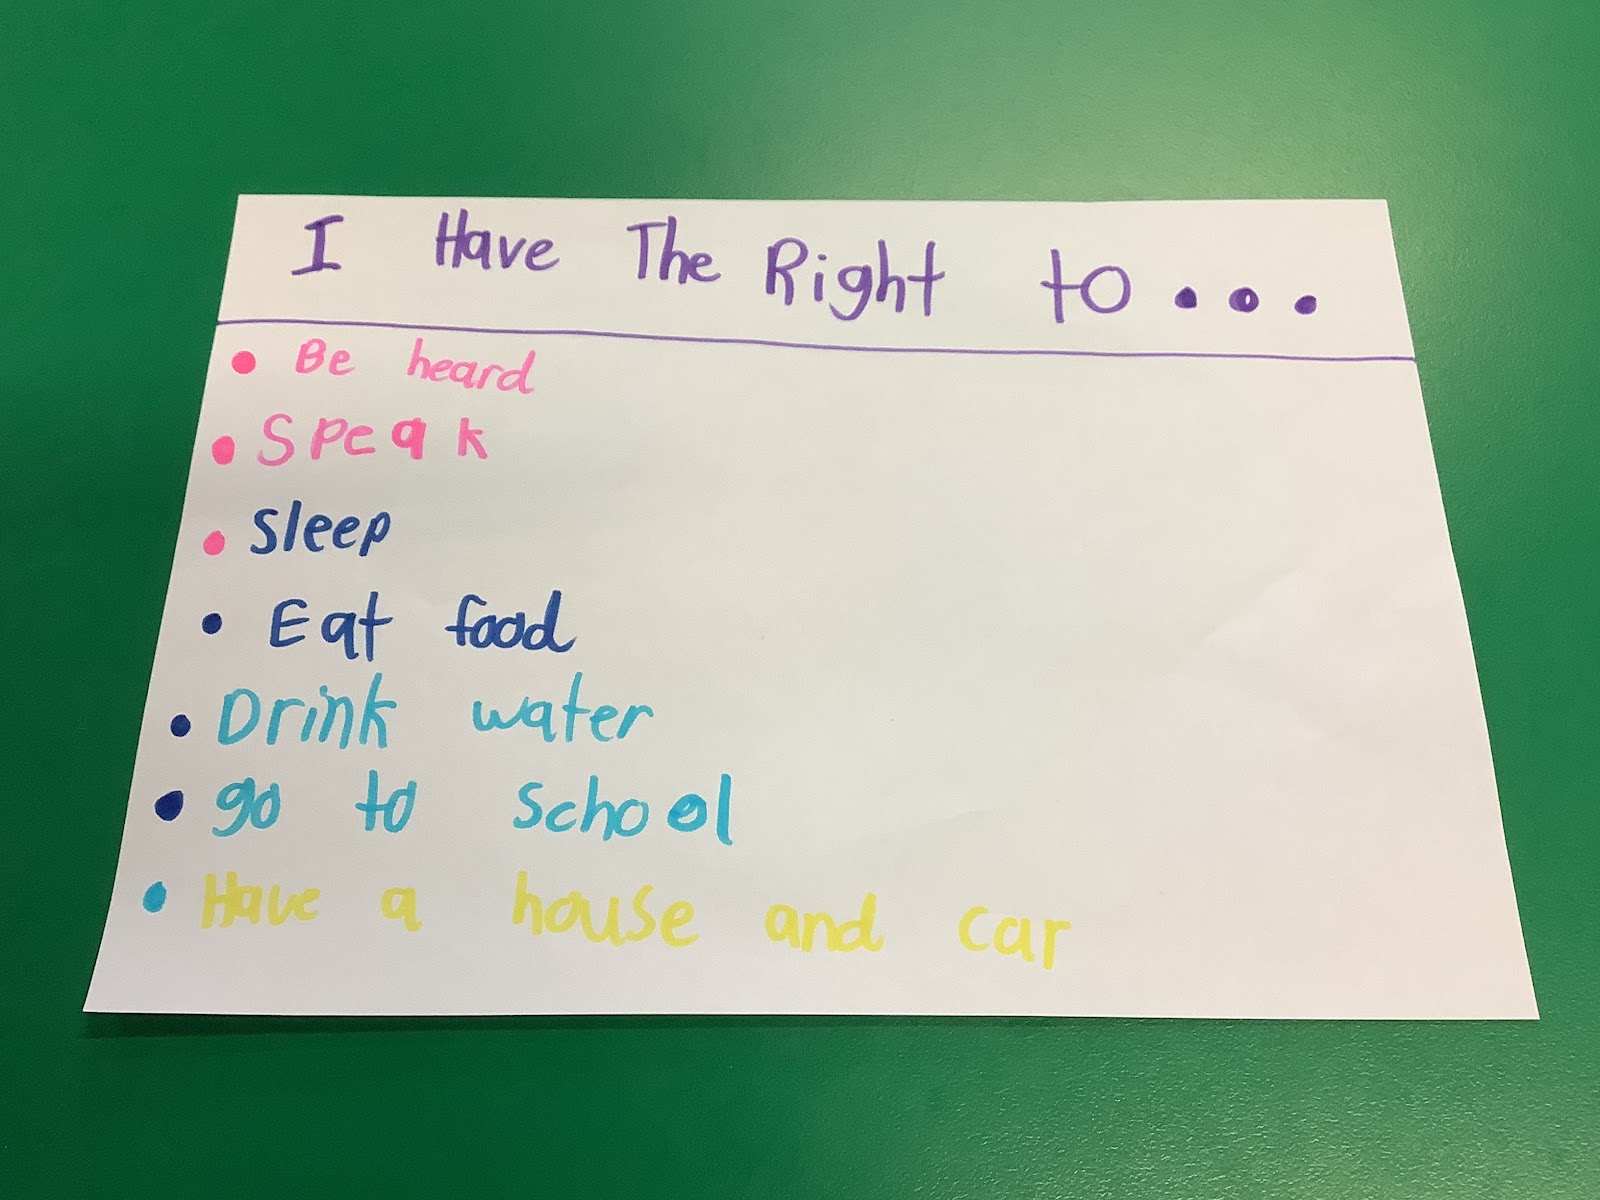 I Have The Right to...
• Be heard
• Speak
• Sleep
• Eat food
• Drink water
• go to school
• Have a house and car